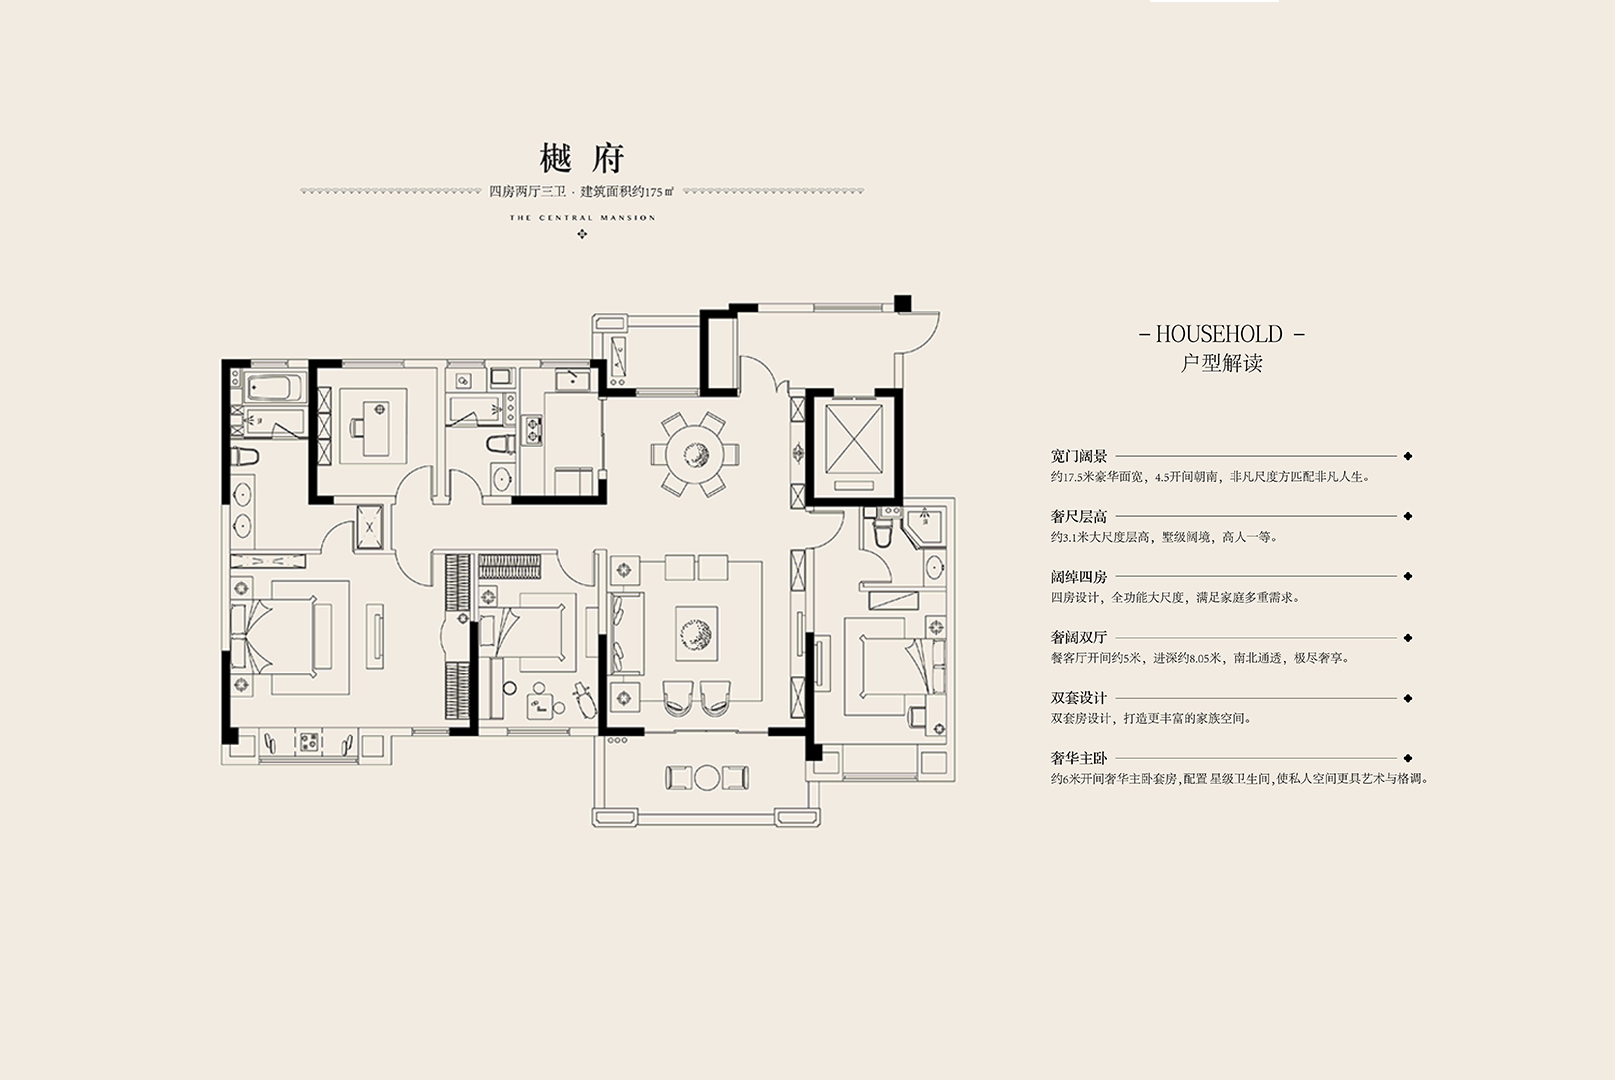 樾府
四房两厅三卫 · 建筑面积约175㎡
THE CENTRAL MANSION
– HOUSEHOLD –
户型解读
宽门阔景
约17.5米豪华面宽，4.5开间朝南，非凡尺度方匹配非凡人生。
奢尺层高
约3.1米大尺度层高，墅级阔境，高人一等。
阔绰四房
四房设计，全功能大尺度，满足家庭多重需求。
奢阔双厅
餐客厅开间约5米，进深约8.05米，南北通透，极尽奢享。
双套设计
双套房设计，打造更丰富的家族空间。
奢华主卧
约6米开间奢华主卧套房，配置 星级卫生间，使私人空间更具艺术与格调。